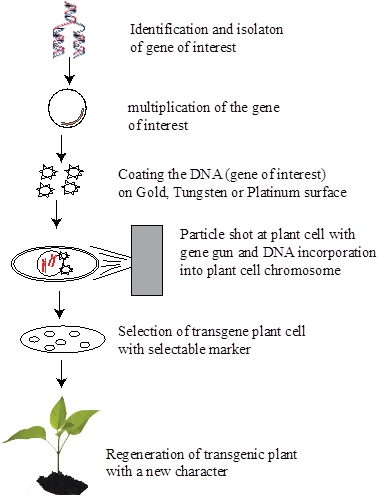 Identification and isolaton
of gene of interest
multiplication of the gene
of interest
Coating the DNA (gene of interest)
on Gold, Tungsten or Platinum surface
Particle shot at plant cell with
gene gun and DNA incorporation
into plant cell chromosome
Selection of transgene plant cell
with selectable marker
Regeneration of transgenic plant
with a new character